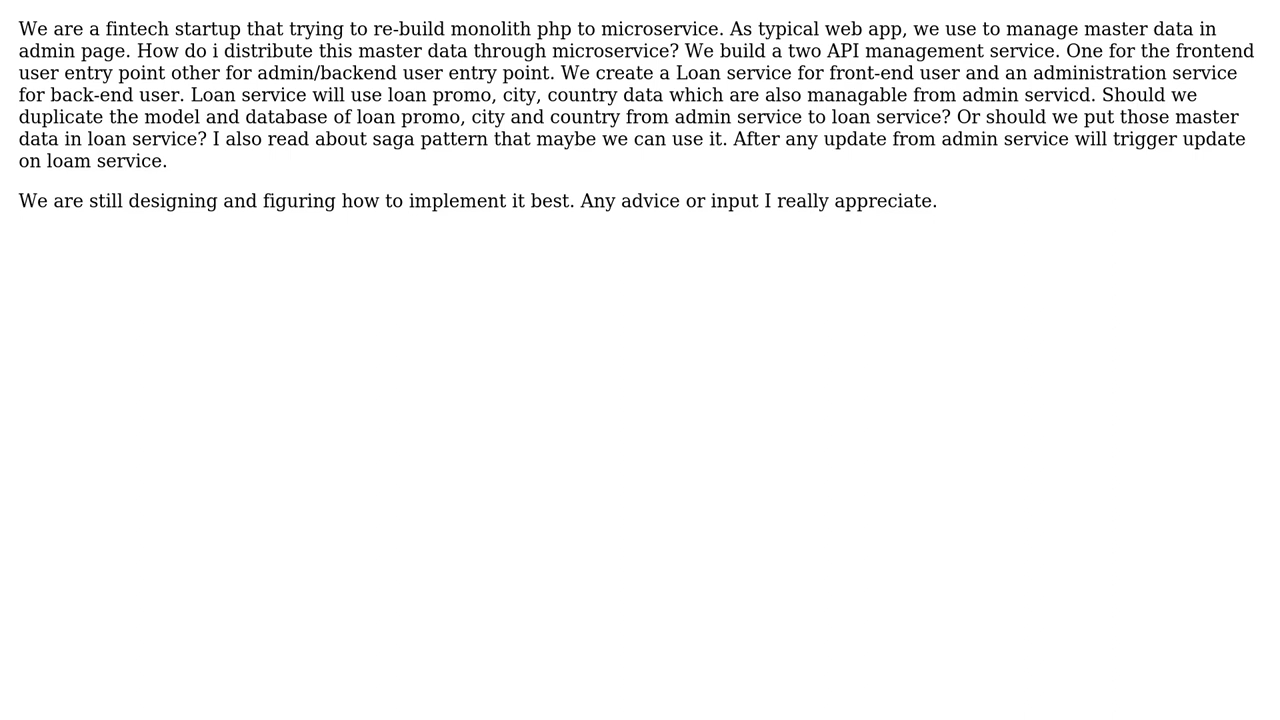 We are a fintech startup that trying to re-build monolith php to microservice. As typical web app, we use to manage master data in
admin page. How do i distribute this master data through microservice? We build a two API management service. One for the frontend
user entry point other for admin/backend user entry point. We create a Loan service for front-end user and an administration service
for back-end user. Loan service will use loan promo, city, country data which are also managable from admin servicd. Should we
duplicate the model and database of loan promo, city and country from admin service to loan service? Or should we put those master
data in loan service? I also read about saga pattern that maybe we can use it. After any update from admin service will trigger update
on loam service.
We are still designing and figuring how to implement it best. Any advice or input I really appreciate.